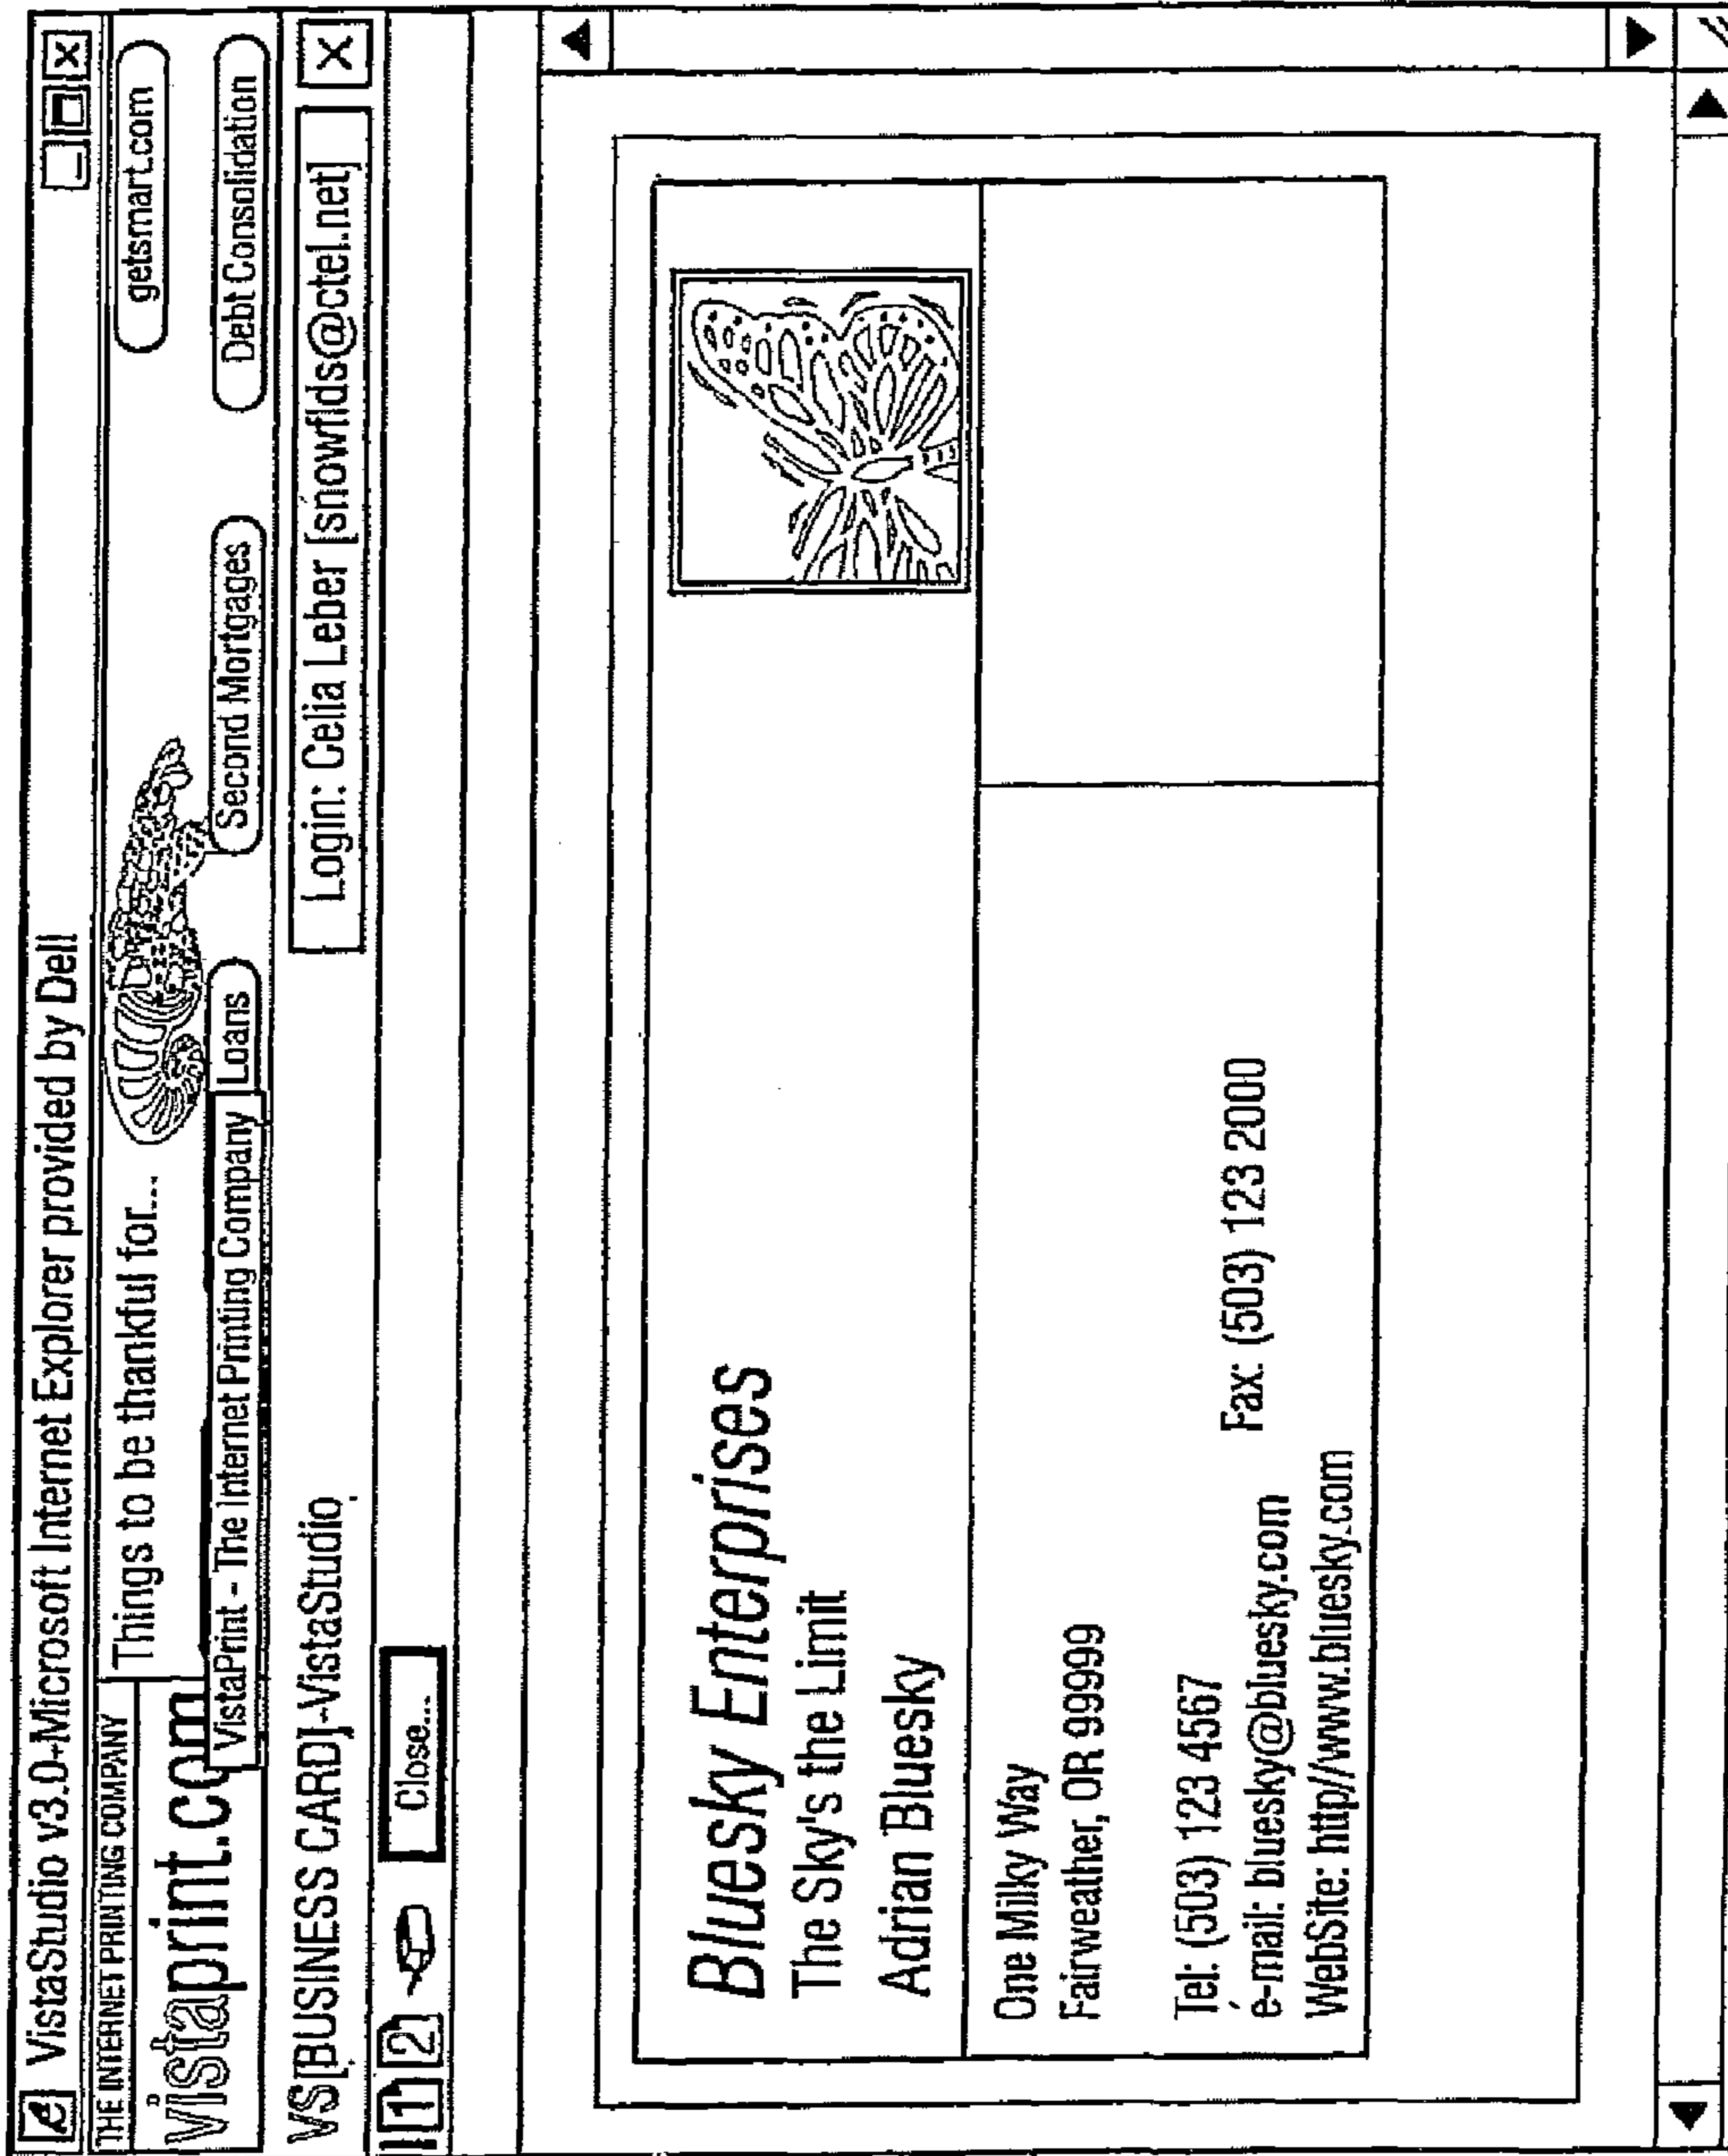 VistaStudio v3.0-Microsoft Internet Explorer provided by Dell
THE INTERNET PRINTING COMPANY
vistaprint.com
Things to be thankful for...
getsmart.com
VistaPrint - The Internet Printing Company
Loans
Second Mortgages
Debt Consolidation
VS[BUSINESS CARD]-VistaStudio
Login: Celia Leber [snowflds@ctel.net]
1 2
Close...
Bluesky Enterprises
The Sky's the Limit
Adrian Bluesky
One Milky Way
Fairweather, OR 99999
Tel: (503) 123 4567 Fax: (503) 123 2000
e-mail: bluesky@bluesky.com
WebSite: http//www.bluesky.com